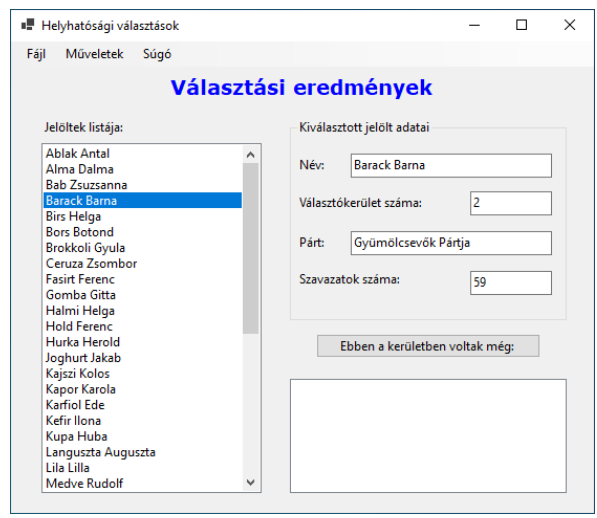 Helyhatósági választások
Fájl Műveletek Súgó
Választási eredmények
Jelöltek listája:
Ablak Antal
Alma Dalma
Bab Zsuzsanna
Barack Barna
Birs Helga
Bors Botond
Brokkoli Gyula
Ceruza Zsombor
Fasirt Ferenc
Gomba Gitta
Halmi Helga
Hold Ferenc
Hurka Herold
Joghurt Jakab
Kajszi Kolos
Kapor Karola
Karfiol Ede
Kefir Ilona
Kupa Huba
Languszta Auguszta
Lila Lilla
Medve Rudolf
Kiválasztott jelölt adatai
Név: Barack Barna
Választókerület száma: 2
Párt: Gyümölcsevők Pártja
Szavazatok száma: 59
Ebben a kerületben voltak még: